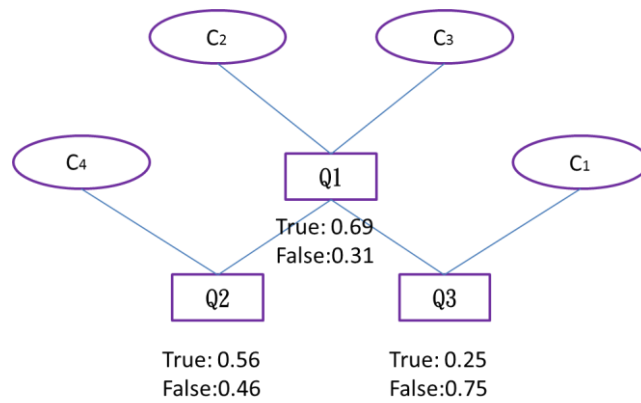 C2
C3
C4
Q1
C1
True: 0.69
False:0.31
Q2
Q3
True: 0.56
False:0.46
True: 0.25
False:0.75